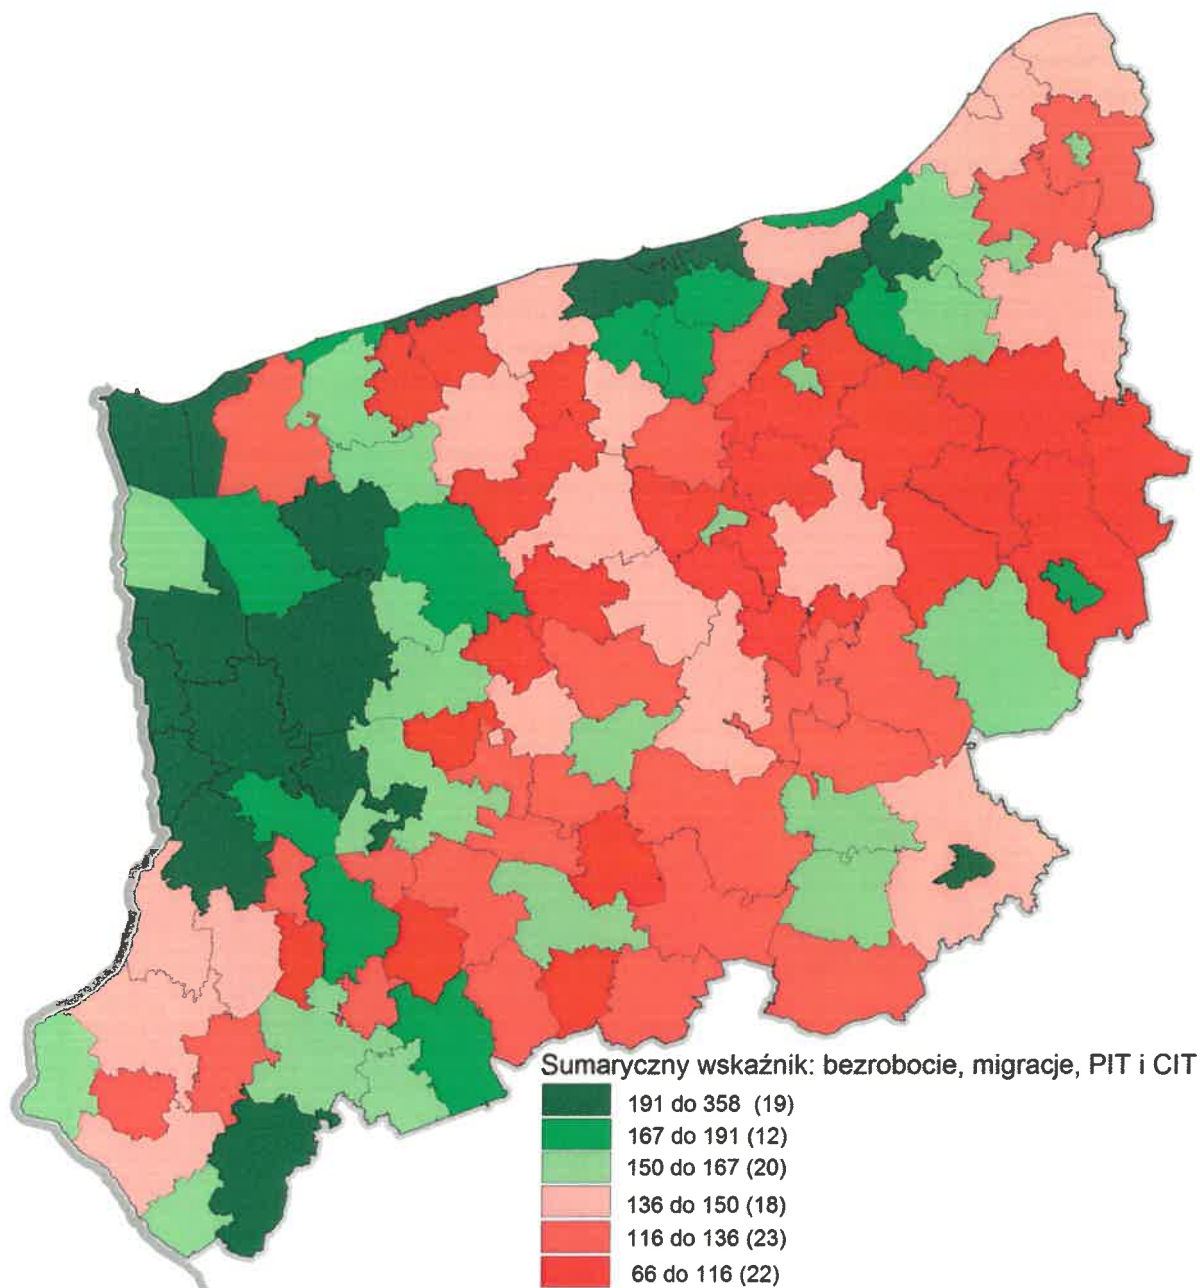 Sumaryczny wskaźnik: bezrobocie, migracje, PIT i CIT
191 do 358 (19)
167 do 191 (12)
150 do 167 (20)
136 do 150 (18)
116 do 136 (23)
66 do 116 (22)